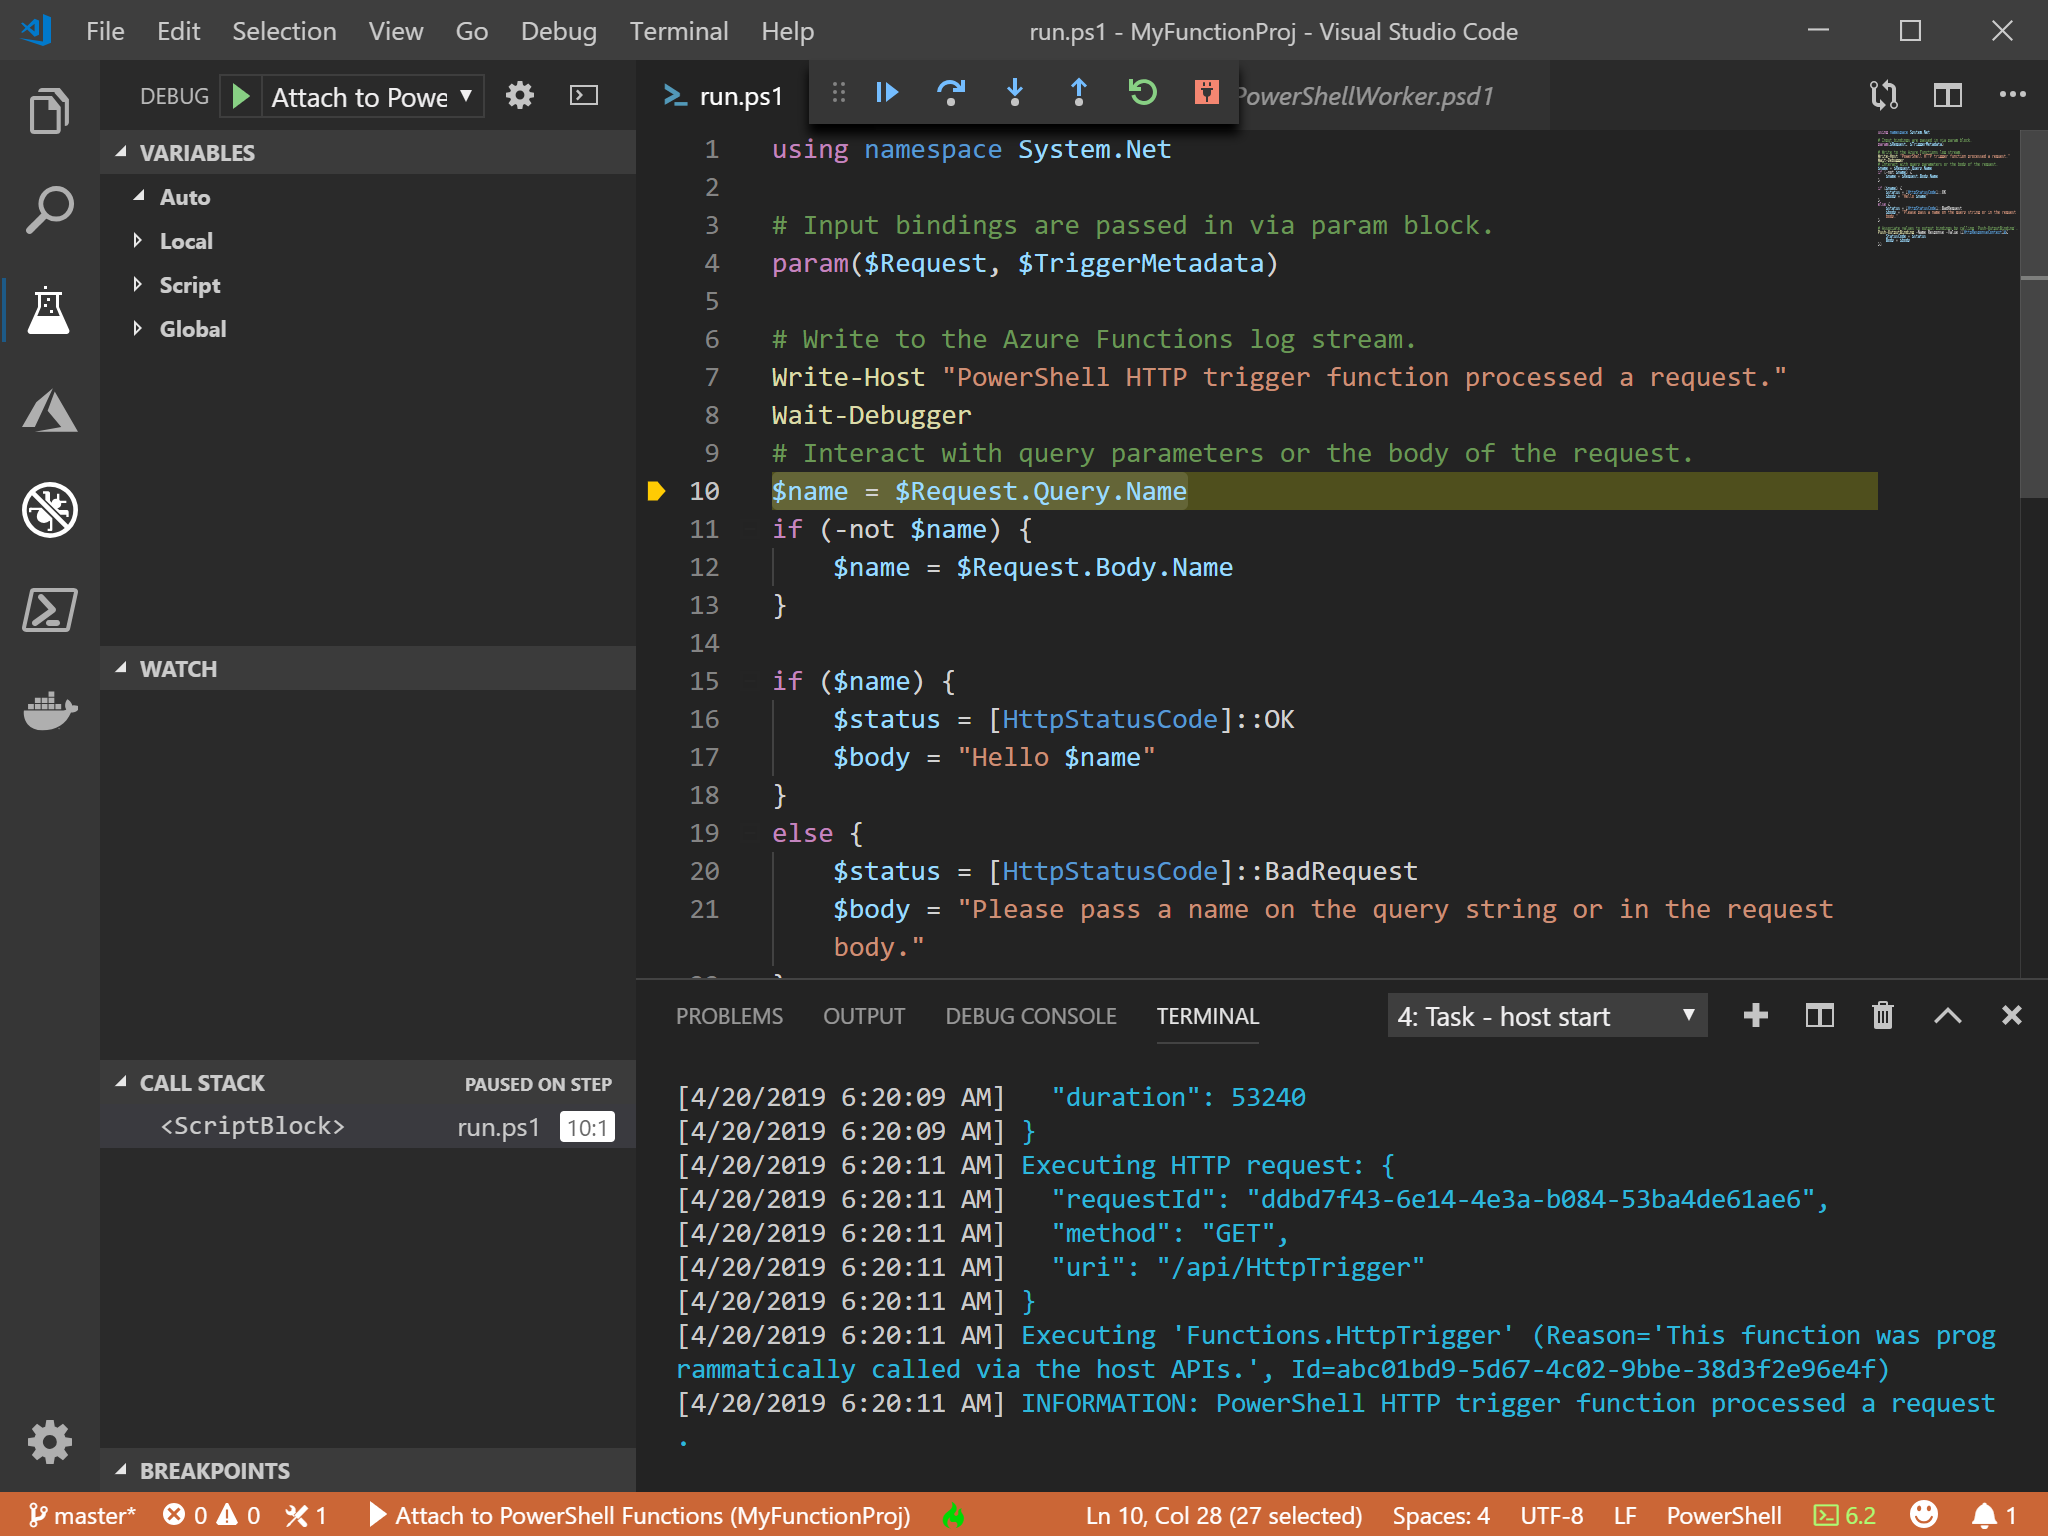 File Edit Selection View Go Debug Terminal Help
run.ps1 - MyFunctionProj - Visual Studio Code
DEBUG Attach to Powe
VARIABLES
Auto
Local
Script
Global
WATCH
CALL STACK PAUSED ON STEP
<ScriptBlock> run.ps1 10:1
BREAKPOINTS
run.ps1
PowerShellWorker.psd1
1 using namespace System.Net
2
3 # Input bindings are passed in via param block.
4 param($Request, $TriggerMetadata)
5
6 # Write to the Azure Functions log stream.
7 Write-Host "PowerShell HTTP trigger function processed a request."
8 Wait-Debugger
9 # Interact with query parameters or the body of the request.
10 $name = $Request.Query.Name
11 if (-not $name) {
12     $name = $Request.Body.Name
13 }
14
15 if ($name) {
16     $status = [HttpStatusCode]::OK
17     $body = "Hello $name"
18 }
19 else {
20     $status = [HttpStatusCode]::BadRequest
21     $body = "Please pass a name on the query string or in the request
body."
PROBLEMS OUTPUT DEBUG CONSOLE TERMINAL 4: Task - host start
[4/20/2019 6:20:09 AM]   "duration": 53240
[4/20/2019 6:20:09 AM] }
[4/20/2019 6:20:11 AM] Executing HTTP request: {
[4/20/2019 6:20:11 AM]   "requestId": "ddbd7f43-6e14-4e3a-b084-53ba4de61ae6",
[4/20/2019 6:20:11 AM]   "method": "GET",
[4/20/2019 6:20:11 AM]   "uri": "/api/HttpTrigger"
[4/20/2019 6:20:11 AM] }
[4/20/2019 6:20:11 AM] Executing 'Functions.HttpTrigger' (Reason='This function was prog
rammatically called via the host APIs.', Id=abc01bd9-5d67-4c02-9bbe-38d3f2e96e4f)
[4/20/2019 6:20:11 AM] INFORMATION: PowerShell HTTP trigger function processed a request
.
master* 0 0 1 Attach to PowerShell Functions (MyFunctionProj) Ln 10, Col 28 (27 selected) Spaces: 4 UTF-8 LF PowerShell 6.2 1